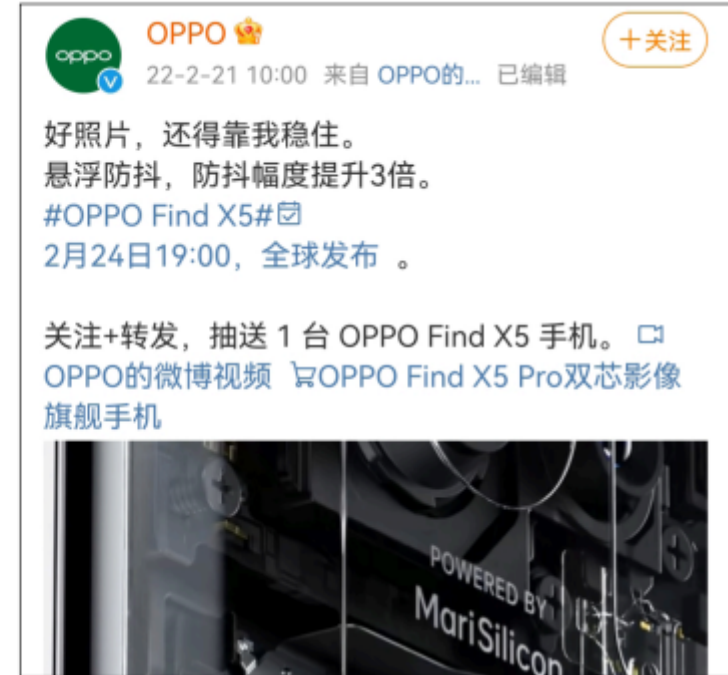 oppo
OPPO
+关注
22-2-21 10:00 来自 OPPO的... 已编辑
好照片，还得靠我稳住。
悬浮防抖，防抖幅度提升3倍。
#OPPO Find X5#
2月24日19:00，全球发布 。
关注+转发，抽送 1 台 OPPO Find X5 手机。
OPPO的微博视频 OPPO Find X5 Pro双芯影像
旗舰手机
POWERED BY
MariSilicon